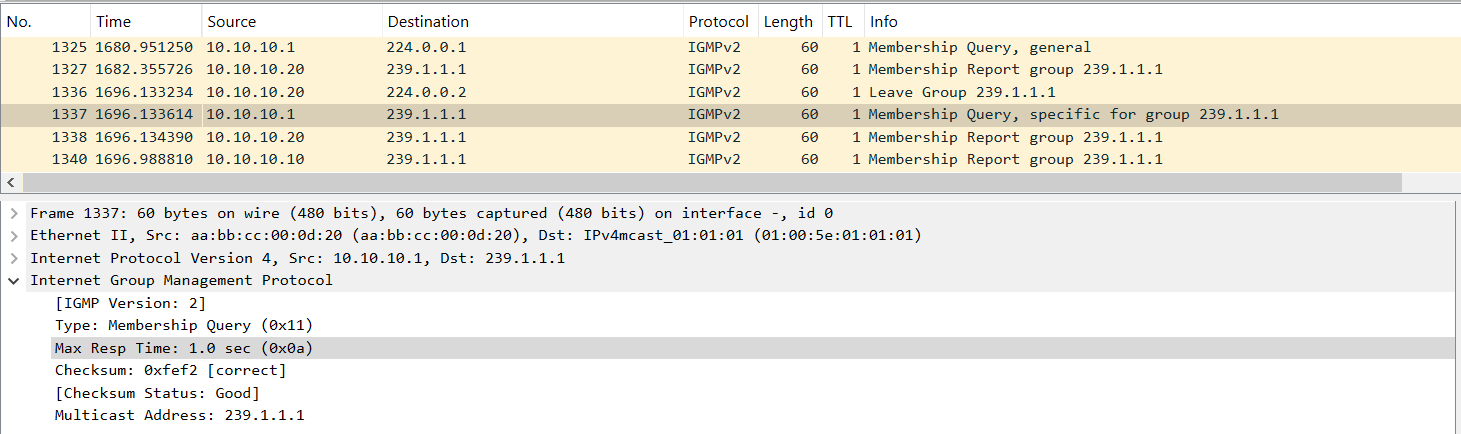 No. Time Source Destination Protocol Length TTL Info
1325 1680.951250 10.10.10.1 224.0.0.1 IGMPv2 60 1 Membership Query, general
1327 1682.355726 10.10.10.20 239.1.1.1 IGMPv2 60 1 Membership Report group 239.1.1.1
1336 1696.133234 10.10.10.20 224.0.0.2 IGMPv2 60 1 Leave Group 239.1.1.1
1337 1696.133614 10.10.10.1 239.1.1.1 IGMPv2 60 1 Membership Query, specific for group 239.1.1.1
1338 1696.134390 10.10.10.20 239.1.1.1 IGMPv2 60 1 Membership Report group 239.1.1.1
1340 1696.988810 10.10.10.10 239.1.1.1 IGMPv2 60 1 Membership Report group 239.1.1.1
Frame 1337: 60 bytes on wire (480 bits), 60 bytes captured (480 bits) on interface -, id 0
Ethernet II, Src: aa:bb:cc:00:0d:20 (aa:bb:cc:00:0d:20), Dst: IPv4mcast_01:01:01 (01:00:5e:01:01:01)
Internet Protocol Version 4, Src: 10.10.10.1, Dst: 239.1.1.1
Internet Group Management Protocol
[IGMP Version: 2]
Type: Membership Query (0x11)
Max Resp Time: 1.0 sec (0x0a)
Checksum: 0xfef2 [correct]
[Checksum Status: Good]
Multicast Address: 239.1.1.1